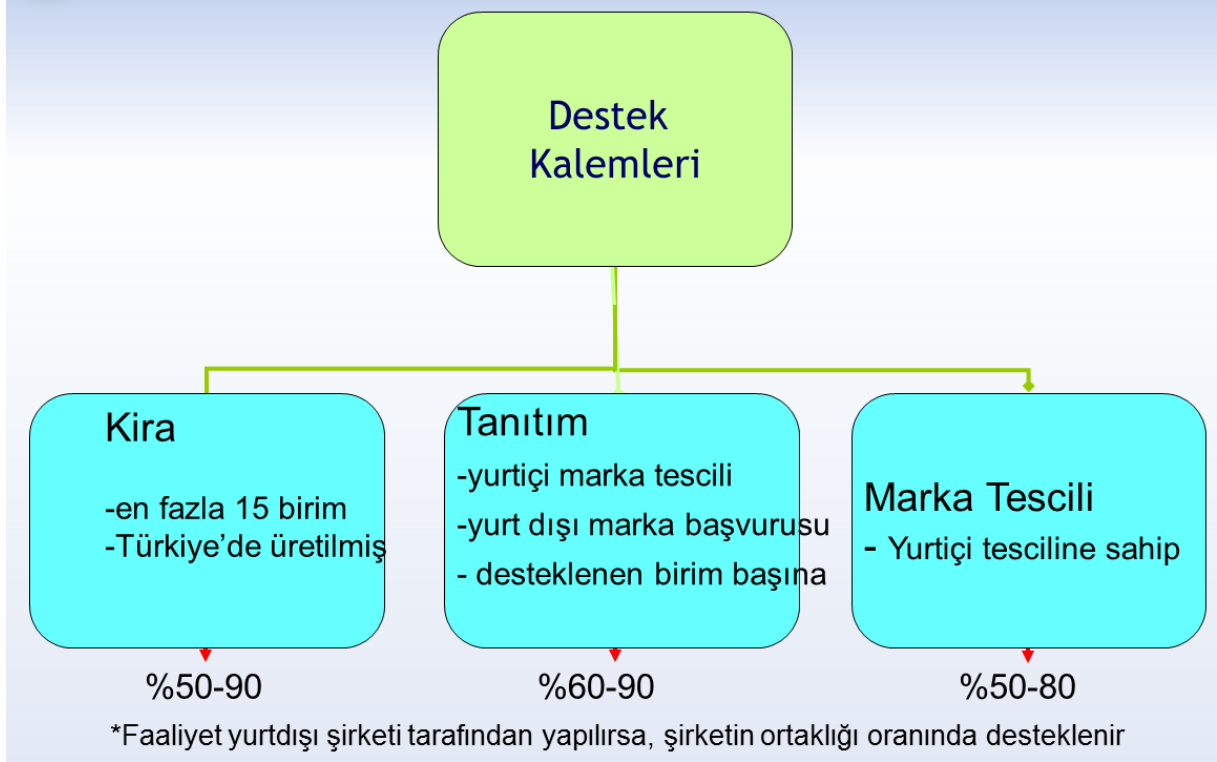 Destek
Kalemleri
Kira
-en fazla 15 birim
-Türkiye’de üretilmiş
%50-90
Tanıtım
-yurtiçi marka tescili
-yurt dışı marka başvurusu
- desteklenen birim başına
%60-90
Marka Tescili
- Yurtiçi tesciline sahip
%50-80
*Faaliyet yurtdışı şirketi tarafından yapılırsa, şirketin ortaklığı oranında desteklenir